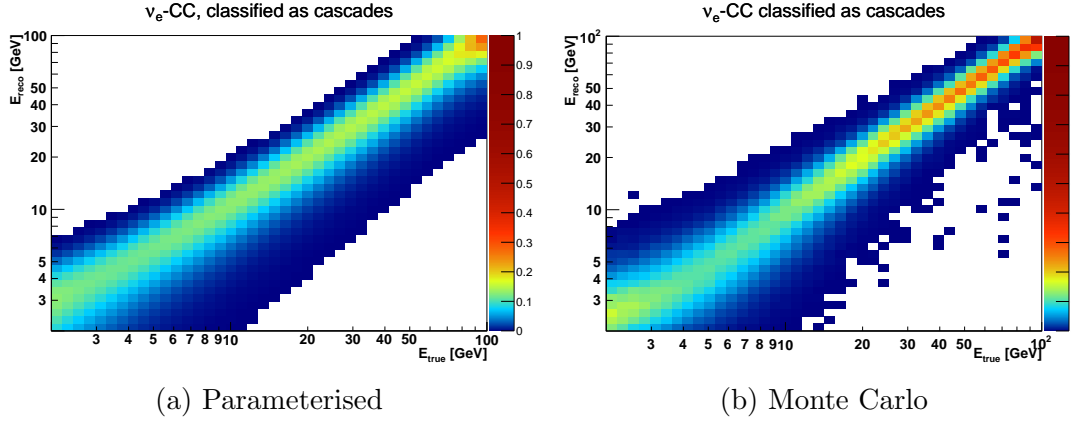 νe-CC, classified as cascades
Ereco [GeV]
100
50
40
30
20
10
5
4
3
3 4 5 6 7 8 910 20 30 40 50 100
Etrue [GeV]
1
0.9
0.8
0.7
0.6
0.5
0.4
0.3
0.2
0.1
0
(a) Parameterised
νe-CC classified as cascades
Ereco [GeV]
10²
50
40
30
20
10
5
4
3
3 4 5 6 7 8 910 20 30 40 50 10²
Etrue [GeV]
(b) Monte Carlo